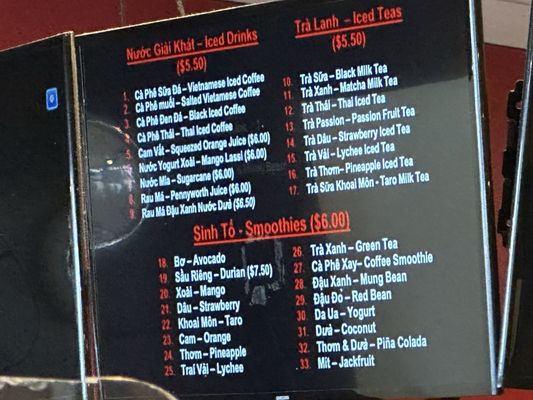 Nước Giải Khát – Iced Drinks
($5.50)
1. Cà Phê Sữa Đá – Vietnamese Iced Coffee
2. Cà Phê muối – Salted Vietnamese Coffee
3. Cà Phê Đen Đá – Black Iced Coffee
4. Cà Phê Thái – Thai Iced Coffee
5. Cam Vắt – Squeezed Orange Juice ($6.00)
6. Nước Yogurt Xoài – Mango Lassi ($6.00)
7. Nước Mía – Sugarcane ($6.00)
8. Rau Má – Pennyworth Juice ($6.00)
9. Rau Má Đậu Xanh Nước Dừa ($6.50)
Trà Lanh – Iced Teas
($5.50)
10. Trà Sữa – Black Milk Tea
11. Trà Xanh – Matcha Milk Tea
12. Trà Thái – Thai Iced Tea
13. Trà Passion – Passion Fruit Tea
14. Trà Dâu – Strawberry Iced Tea
15. Trà Vải – Lychee Iced Tea
16. Trà Thơm– Pineapple Iced Tea
17. Trà Sữa Khoai Môn - Taro Milk Tea
Sinh Tố - Smoothies ($6.00)
18. Bơ – Avocado
19. Sầu Riêng – Durian ($7.50)
20. Xoài – Mango
21. Dâu – Strawberry
22. Khoai Môn – Taro
23. Cam – Orange
24. Thơm – Pineapple
25. Traí Vải – Lychee
26. Trà Xanh – Green Tea
27. Cà Phê Xay– Coffee Smoothie
28. Đậu Xanh – Mung Bean
29. Đậu Đỏ – Red Bean
30. Da Ua – Yogurt
31. Dừa – Coconut
32. Thơm & Dừa – Piña Colada
33. Mít – Jackfruit